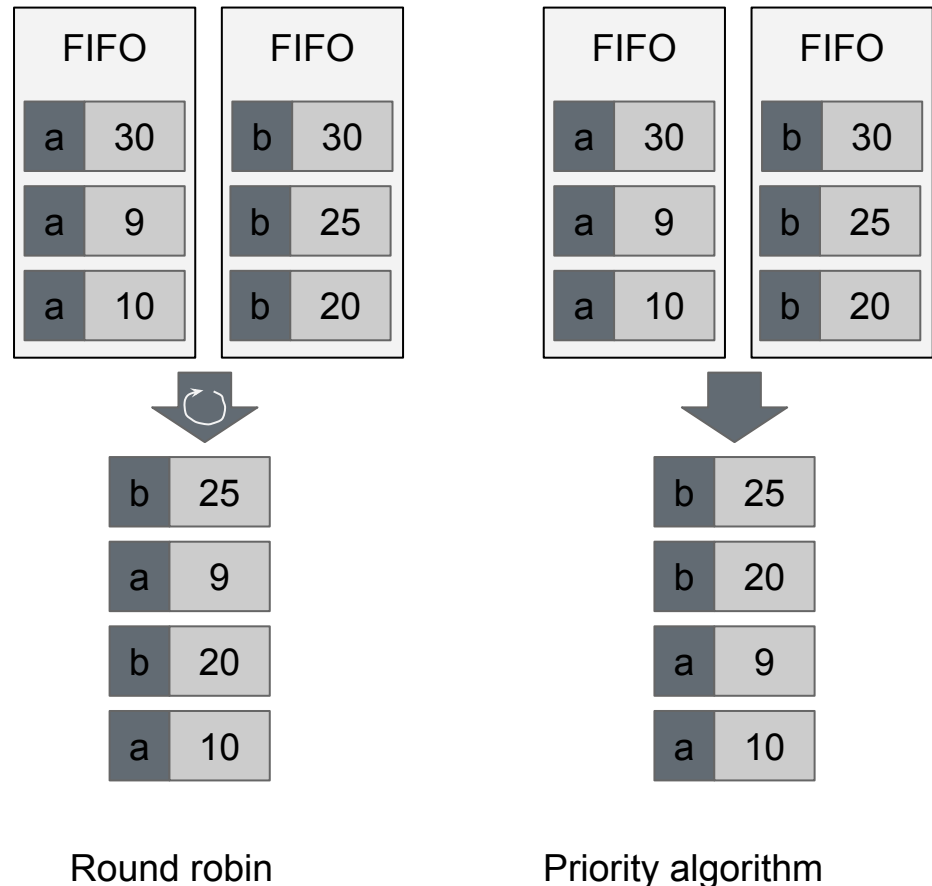 FIFO FIFO FIFO FIFO
a 30 b 30 a 30 b 30
a 9 b 25 a 9 b 25
a 10 b 20 a 10 b 20
b 25 b 25
a 9 b 20
b 20 a 9
a 10 a 10
Round robin Priority algorithm